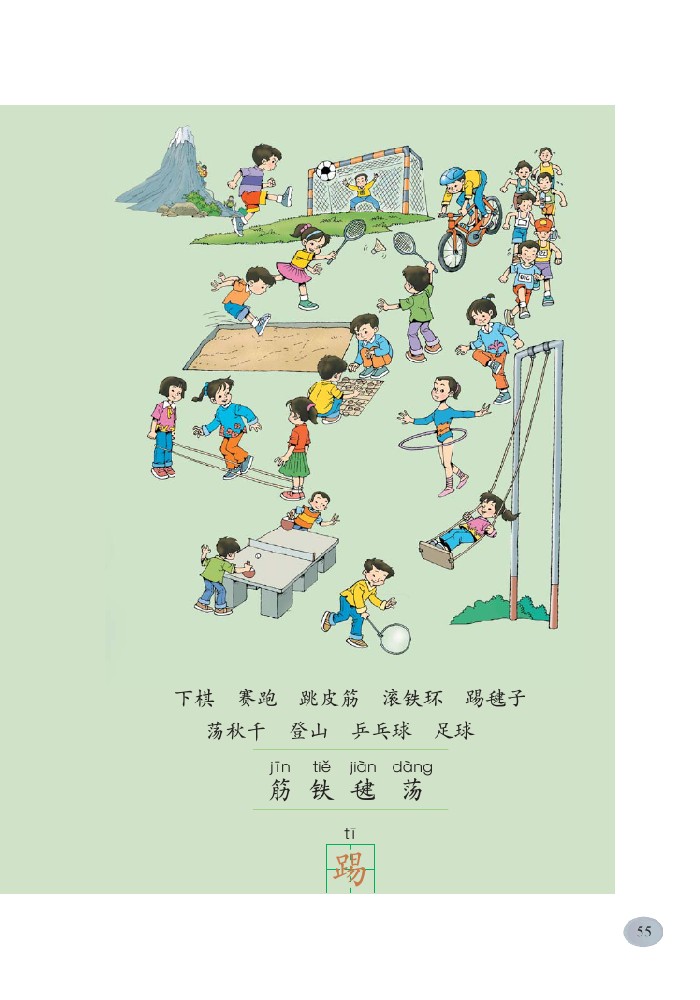 下棋 赛跑 跳皮筋 滚铁环 踢毽子
荡秋千 登山 乒乓球 足球
jīn tiě jiàn dàng
筋 铁 毽 荡
tī
踢
55